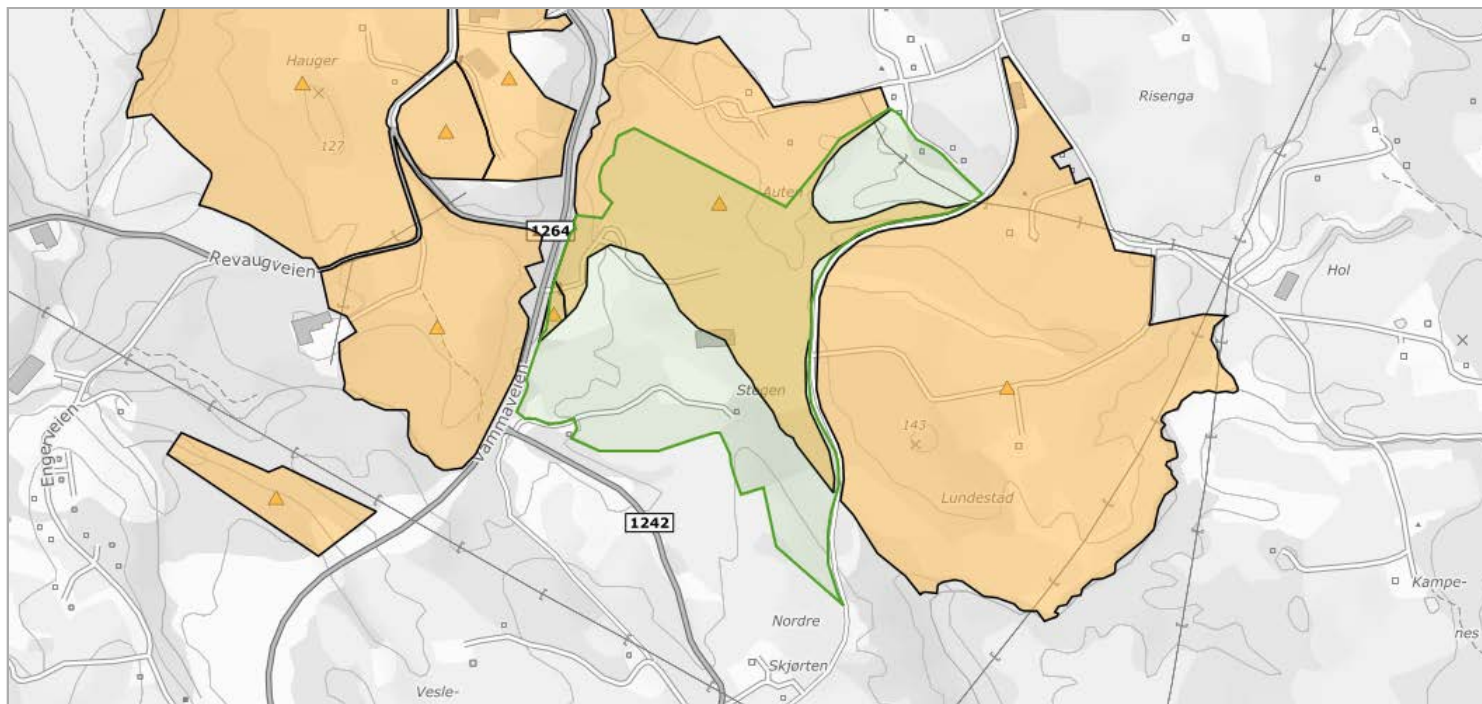 Hauger
127
Risenga
Auten
1264
Revaugveien
Hol
Stegen
143
Lundestad
Vammaveien
Engerveien
1242
Kampe-
nes
Nordre
Skjørten
Vesle-